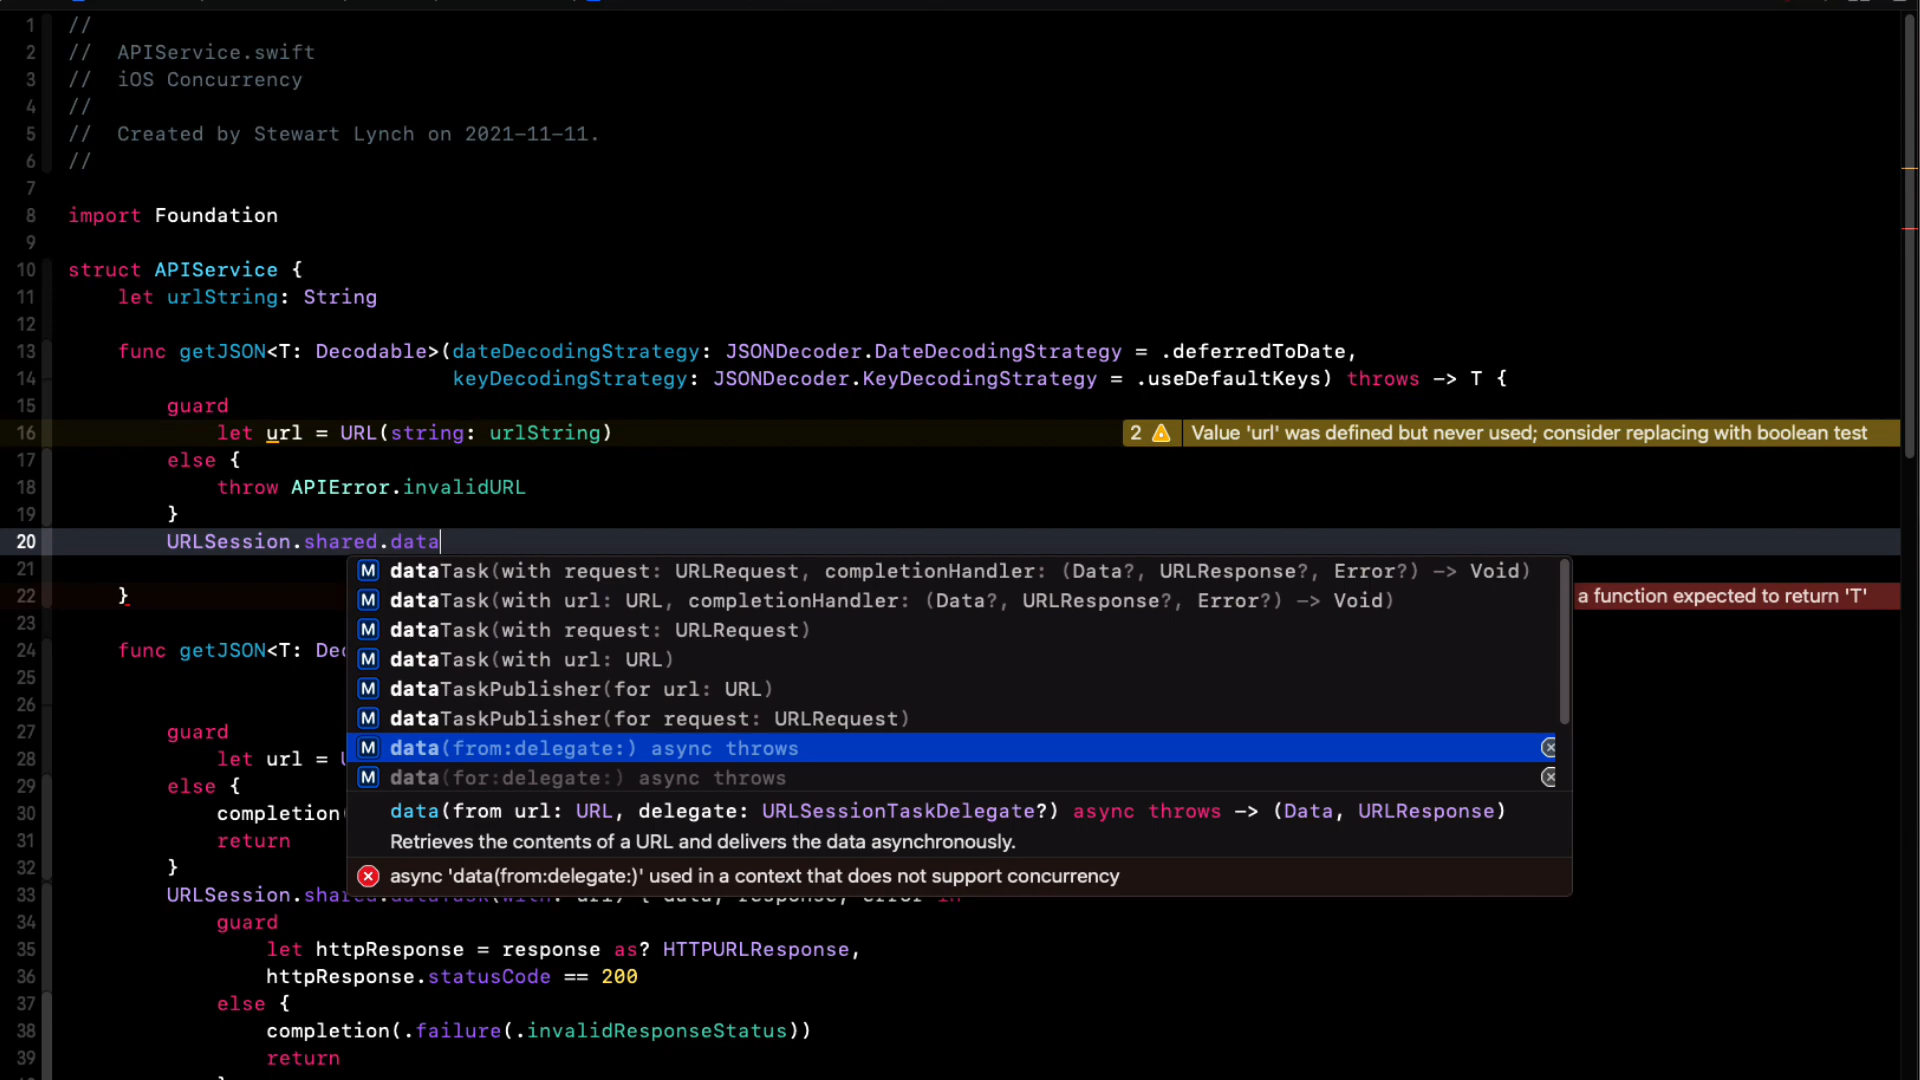 1 //
2 //  APIService.swift
3 //  iOS Concurrency
4 //
5 //  Created by Stewart Lynch on 2021-11-11.
6 //
7
8 import Foundation
9
10 struct APIService {
11     let urlString: String
12
13     func getJSON<T: Decodable>(dateDecodingStrategy: JSONDecoder.DateDecodingStrategy = .deferredToDate,
14                                keyDecodingStrategy: JSONDecoder.KeyDecodingStrategy = .useDefaultKeys) throws -> T {
15         guard
16             let url = URL(string: urlString) 2 Value 'url' was defined but never used; consider replacing with boolean test
17         else {
18             throw APIError.invalidURL
19         }
20         URLSession.shared.data
dataTask(with request: URLRequest, completionHandler: (Data?, URLResponse?, Error?) -> Void)
M dataTask(with url: URL, completionHandler: (Data?, URLResponse?, Error?) -> Void)
M dataTask(with request: URLRequest)
M dataTask(with url: URL)
M dataTaskPublisher(for url: URL)
M dataTaskPublisher(for request: URLRequest)
M data(from:delegate:) async throws
M data(for:delegate:) async throws
data(from url: URL, delegate: URLSessionTaskDelegate?) async throws -> (Data, URLResponse)
Retrieves the contents of a URL and delivers the data asynchronously.
async 'data(from:delegate:)' used in a context that does not support concurrency
21
22     } a function expected to return 'T'
23
24     func getJSON<T: Dec
25
26
27         guard
28             let url =
29         else {
30             completion(
31             return
32         }
33         URLSession.shared.dataTask(with: url) { data, response, error in
34             guard
35                 let httpResponse = response as? HTTPURLResponse,
36                 httpResponse.statusCode == 200
37             else {
38                 completion(.failure(.invalidResponseStatus))
39                 return